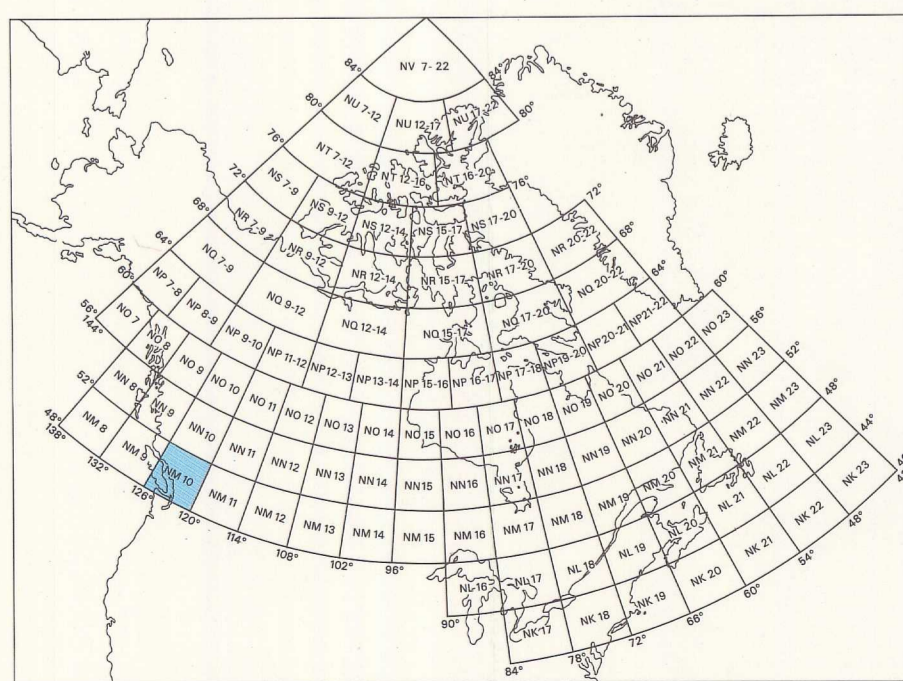 NV 7-22
84°
84°
80°
NU 7-12
NU 12-17
NU 17-22
80°
76°
NT 7-12
NT 12-16
NT 16-20
76°
72°
NS 7-9
NS 9-12
NS 12-14
NS 15-17
NS 17-20
72°
68°
NR 7-9
NR 9-12
NR 12-14
NR 15-17
NR 17-20
NR 20-22
68°
64°
NQ 7-9
NQ 9-12
NQ 12-14
NQ 15-17
NQ 17-20
NQ 20-22
64°
60°
NP 7-8
NP 8-9
NP 9-10
NP 11-12
NP12-13
NP 13-14
NP 15-16
NP 16-17
NP 17-18
NP19-20
NP20-21
NP21-22
60°
56°
144°
NO 7
NO 8
NO 9
NO 10
NO 11
NO 12
NO 13
NO 14
NO 15
NO 16
NO 17
NO 18
NO 19
NO 20
NO 21
NO 22
NO 23
56°
52°
NN 8
NN 9
NN 10
NN 11
NN 12
NN 13
NN 14
NN15
NN16
NN 17
NN 18
NN19
NN 20
NN 21
NN 22
NN 23
52°
48°
138°
NM 8
NM 9
NM 10
NM 11
NM 12
NM 13
NM 14
NM 15
NM 16
NM 17
NM 18
NM 19
NM 20
NM 21
NM 22
NM 23
48°
132°
126°
120°
114°
108°
102°
96°
NL 16
NL 17
NL 18
NL 19
NL 20
NL 21
NL 22
NL 23
44°
90°
NK 17
NK 18
NK 19
NK 20
NK 21
NK 22
NK 23
84°
78°
72°
66°
60°
54°
48°